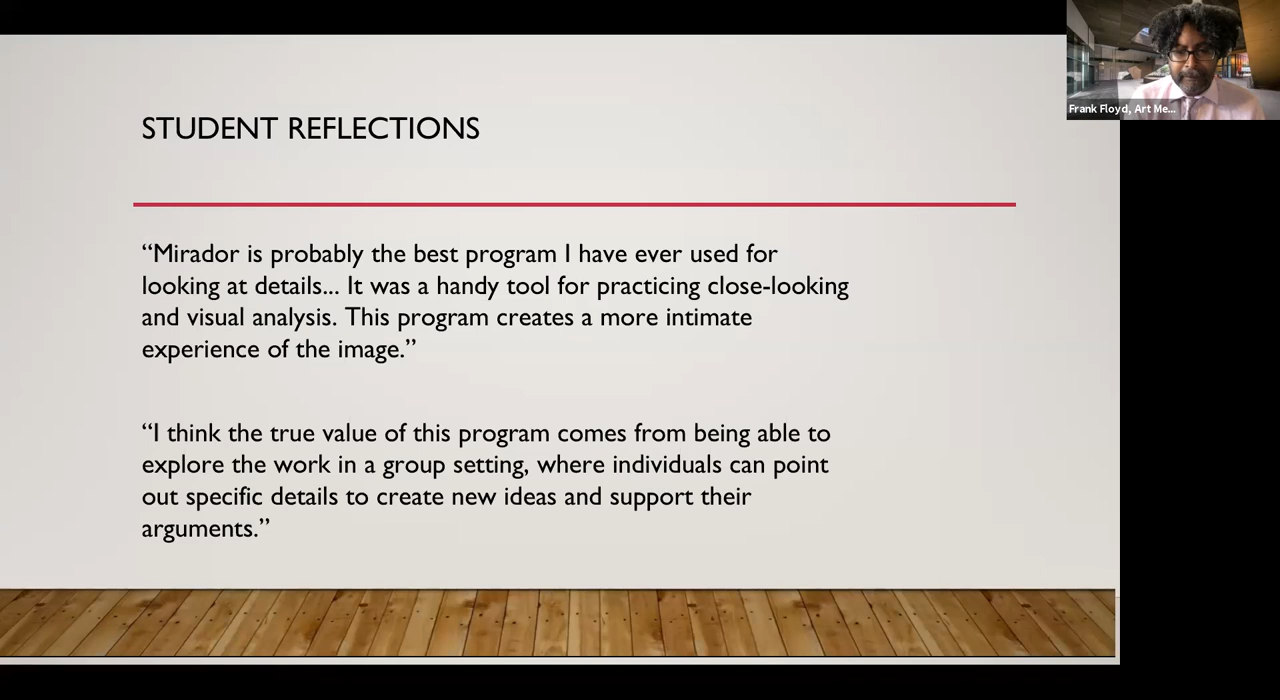 Frank Floyd, Art Me...
STUDENT REFLECTIONS
“Mirador is probably the best program I have ever used for
looking at details... It was a handy tool for practicing close-looking
and visual analysis. This program creates a more intimate
experience of the image.”
“I think the true value of this program comes from being able to
explore the work in a group setting, where individuals can point
out specific details to create new ideas and support their
arguments.”